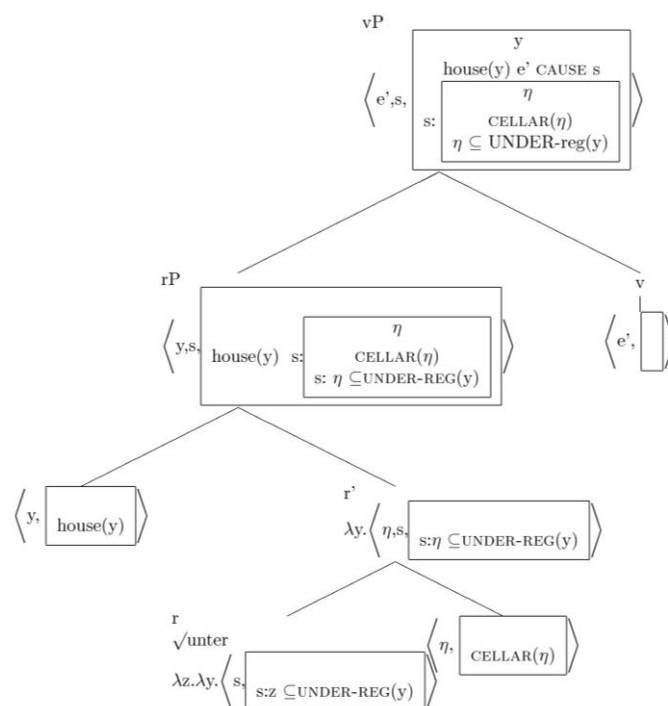 vP
y
house(y) e’ CAUSE s
⟨ e’,s, ⟩
η
s: CELLAR(η)
η ⊆ UNDER-reg(y)
rP
v
η
⟨ y,s, house(y) s: CELLAR(η) ⟩
s: η ⊆UNDER-REG(y)
⟨ e’, ⟩
⟨ y, house(y) ⟩
r’
λy. ⟨ η,s, s:η ⊆UNDER-REG(y) ⟩
r
√unter
λz.λy. ⟨ s, s:z ⊆UNDER-REG(y) ⟩
⟨ η, CELLAR(η) ⟩